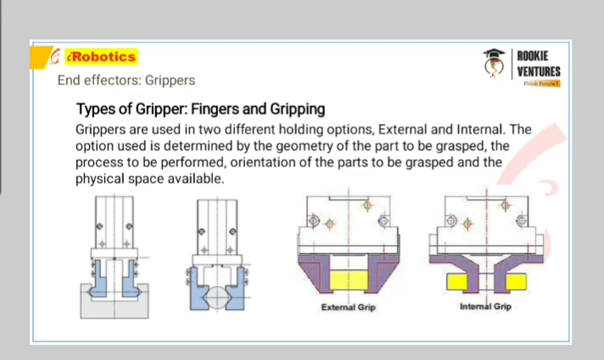 iRobotics
ROOKIE
VENTURES
Think Future!
End effectors: Grippers
Types of Gripper: Fingers and Gripping
Grippers are used in two different holding options, External and Internal. The
option used is determined by the geometry of the part to be grasped, the
process to be performed, orientation of the parts to be grasped and the
physical space available.
External Grip
Internal Grip